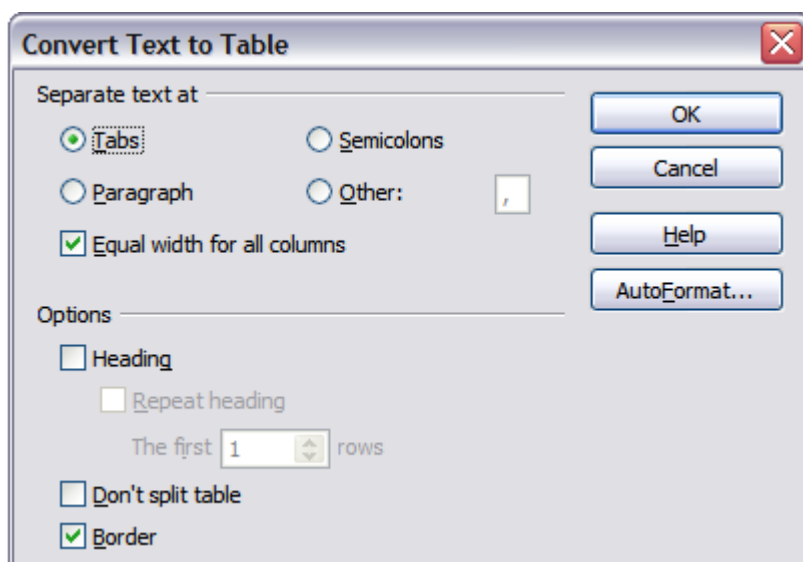 Convert Text to Table
Separate text at
Tabs
Semicolons
Paragraph
Other:
,
Equal width for all columns
OK
Cancel
Help
AutoFormat...
Options
Heading
Repeat heading
The first 1 rows
Don't split table
Border